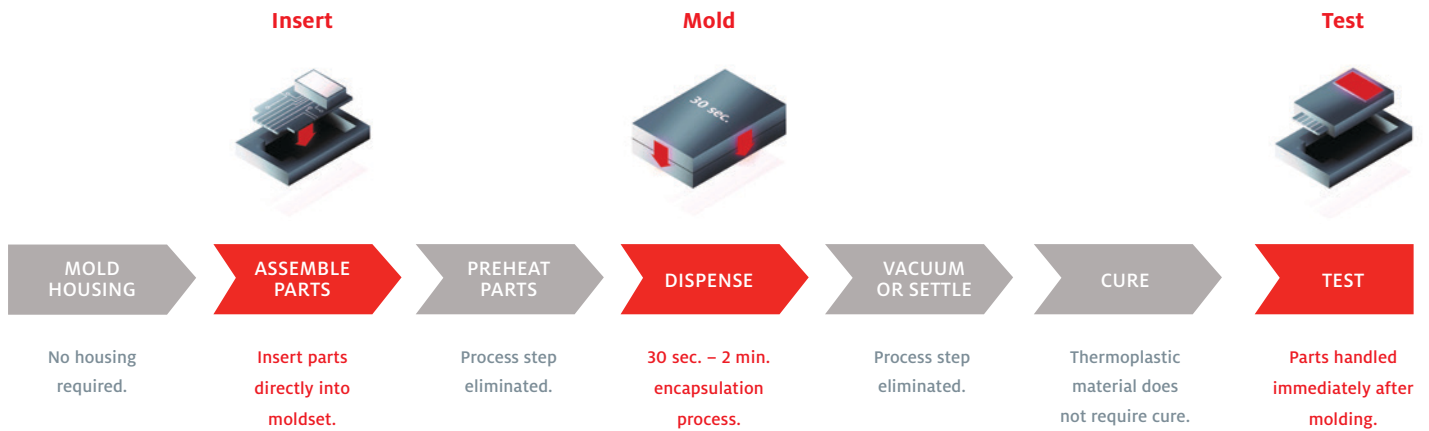 Insert
Mold
Test
30 sec.
MOLD
HOUSING
ASSEMBLE
PARTS
PREHEAT
PARTS
DISPENSE
VACUUM
OR SETTLE
CURE
TEST
No housing
required.
Insert parts
directly into
moldset.
Process step
eliminated.
30 sec. – 2 min.
encapsulation
process.
Process step
eliminated.
Thermoplastic
material does
not require cure.
Parts handled
immediately after
molding.